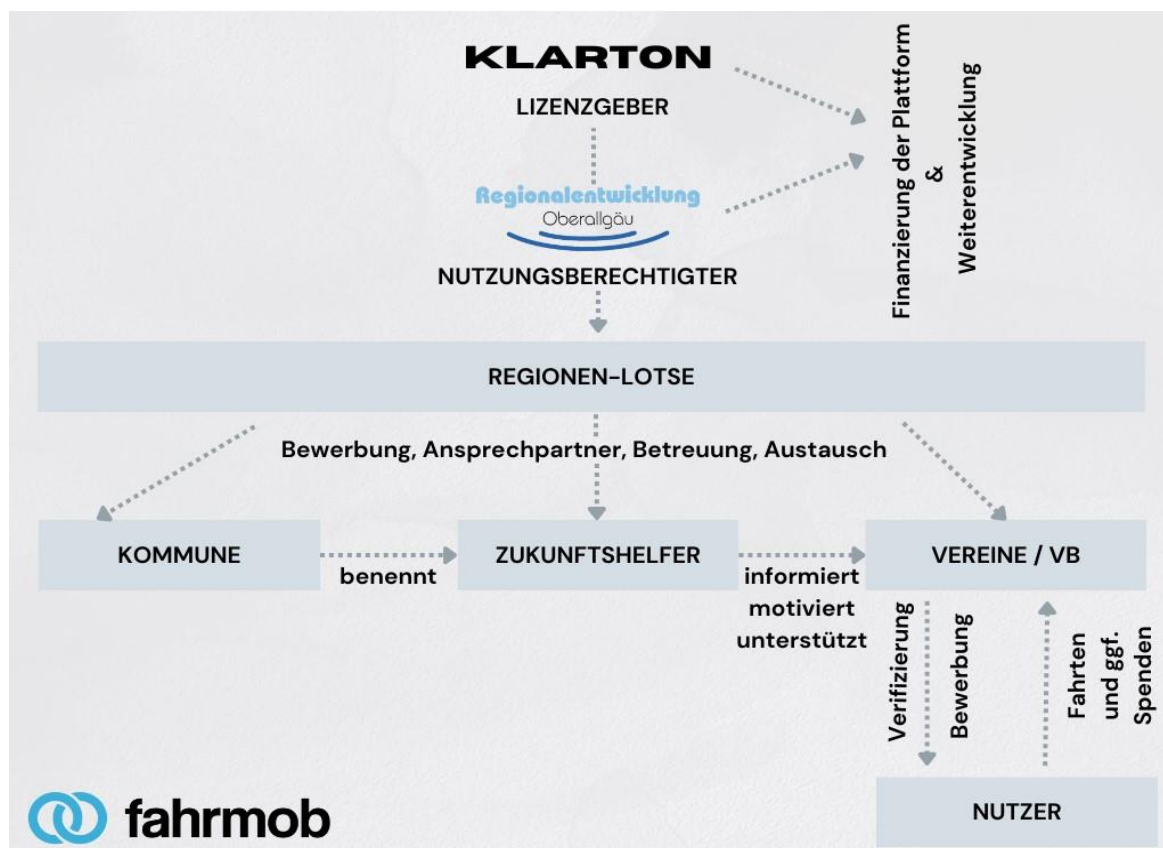 KLARTON
LIZENZGEBER
Regionalentwicklung
Oberallgäu
NUTZUNGSBERECHTIGTER
Finanzierung der Plattform
&
Weiterentwicklung
REGIONEN-LOTSE
Bewerbung, Ansprechpartner, Betreuung, Austausch
KOMMUNE
benennt
ZUKUNFTSHELFER
informiert
motiviert
unterstützt
VEREINE / VB
Verifizierung
Bewerbung
Fahrten
und ggf.
Spenden
NUTZER
fahrmob